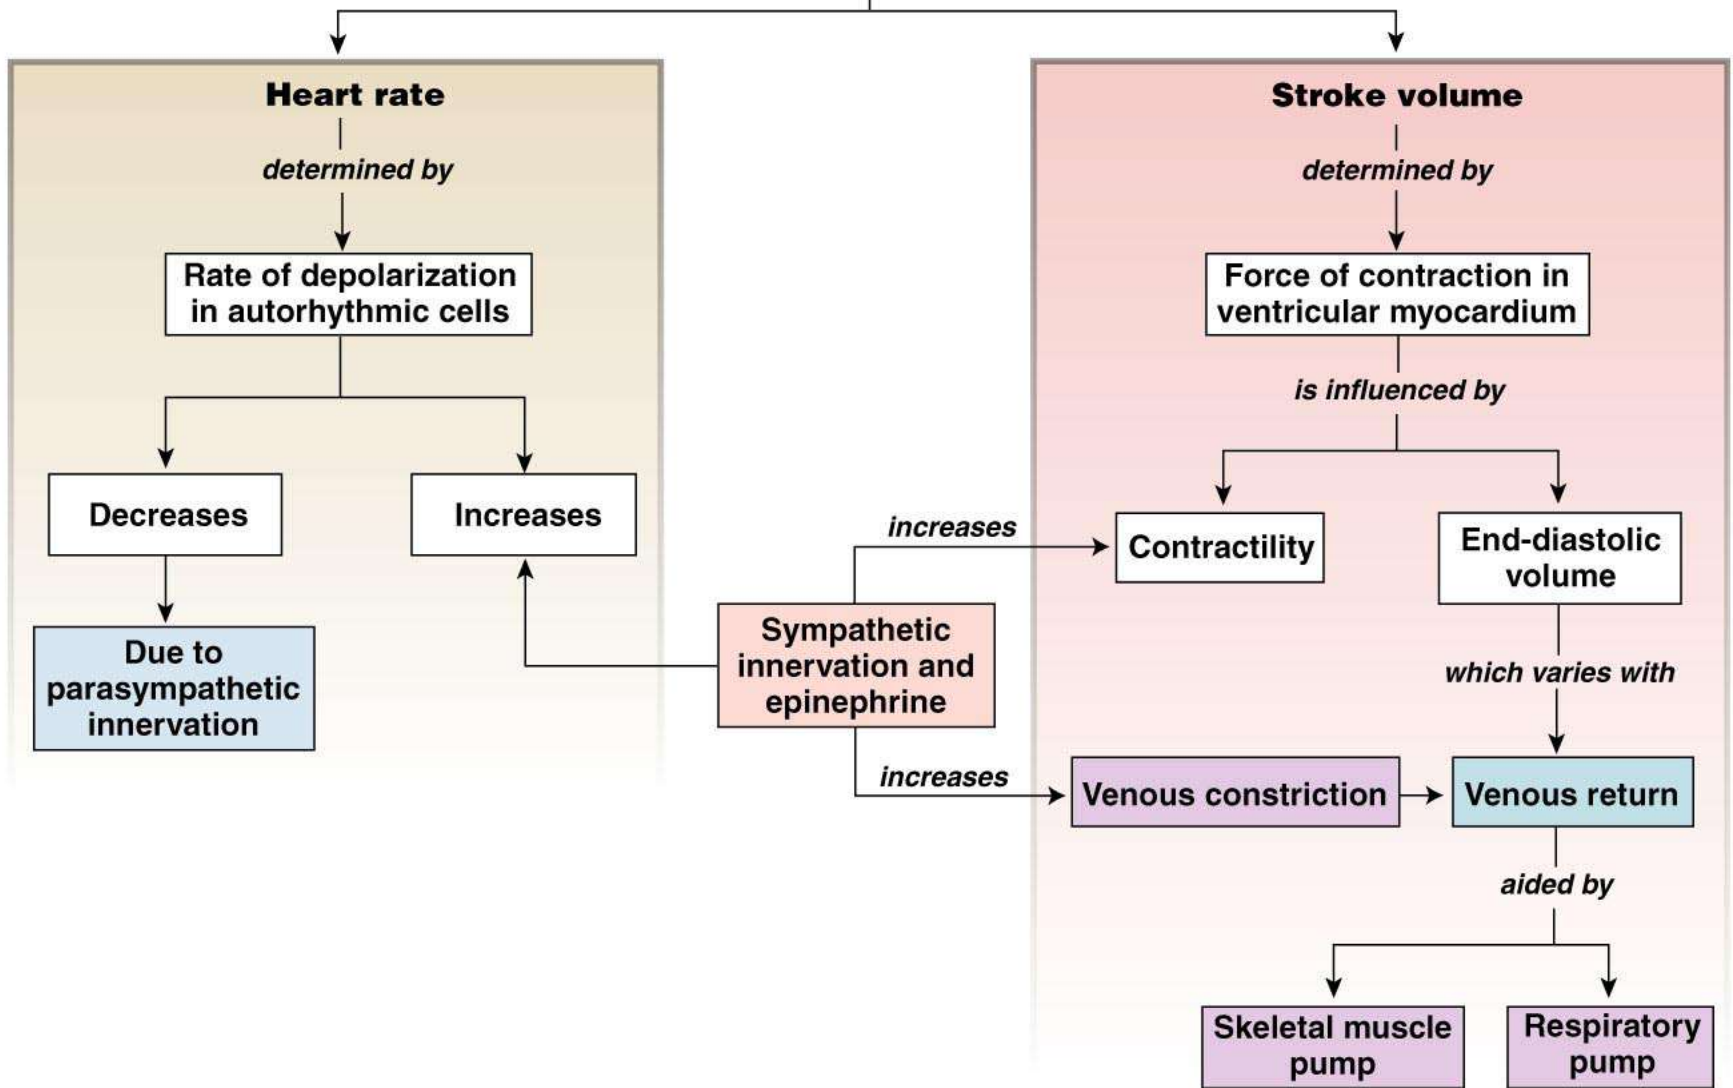 Heart rate
determined by
Rate of depolarization
in autorhythmic cells
Decreases
Increases
Due to
parasympathetic
innervation
increases
Sympathetic
innervation and
epinephrine
increases
Stroke volume
determined by
Force of contraction in
ventricular myocardium
is influenced by
Contractility
End-diastolic
volume
which varies with
Venous constriction
Venous return
aided by
Skeletal muscle
pump
Respiratory
pump